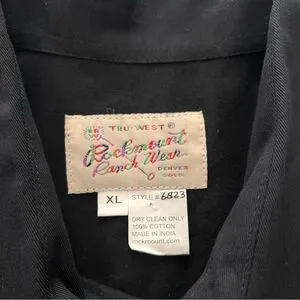 TRU-WEST ®
RRW
Rockmount
Ranch Wear
DENVER
COLO.
XL
STYLE # 6823
DRY CLEAN ONLY
100% COTTON
MADE IN INDIA
rockmount.com